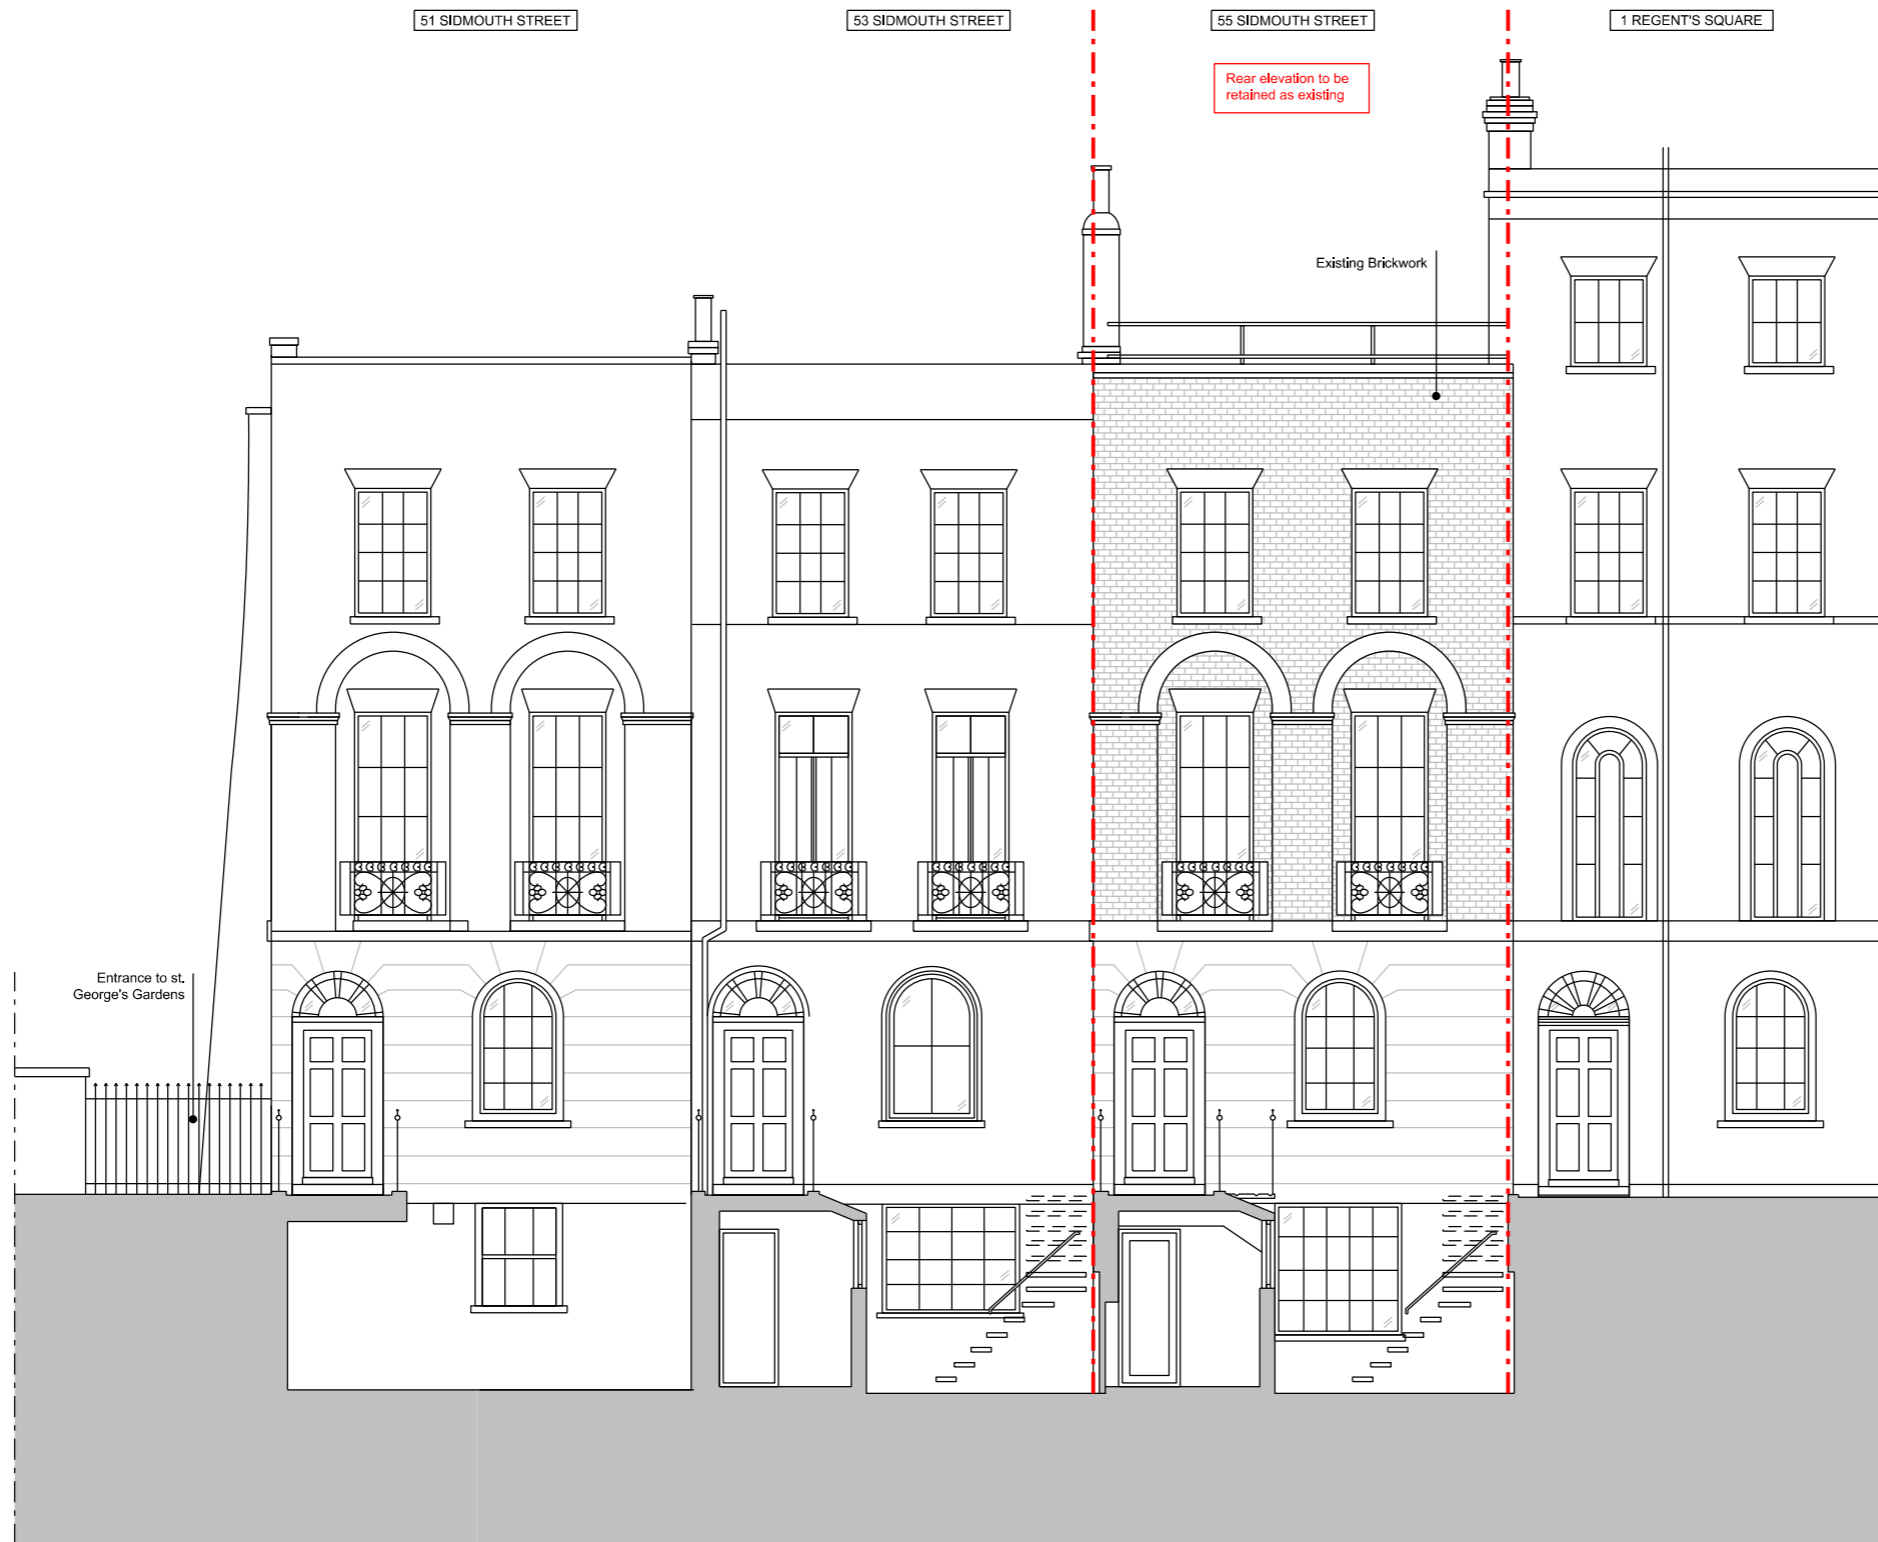 51 SIDMOUTH STREET
53 SIDMOUTH STREET
55 SIDMOUTH STREET
1 REGENT'S SQUARE
Rear elevation to be
retained as existing
Existing Brickwork
Entrance to st.
George's Gardens